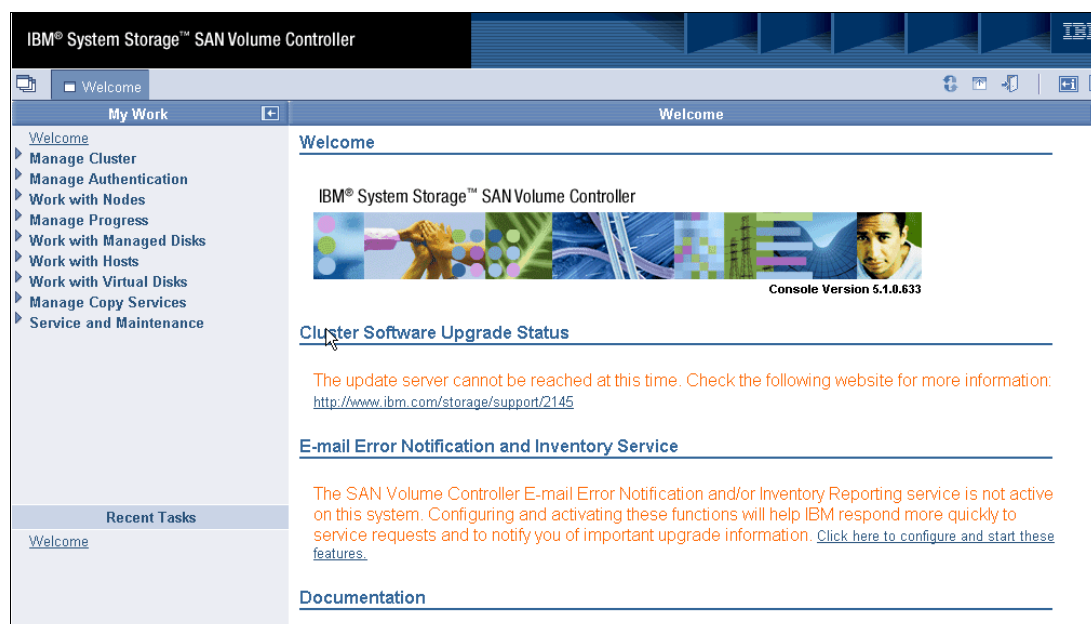 IBM® System Storage™ SAN Volume Controller
Welcome
My Work
Welcome
Welcome
Manage Cluster
Manage Authentication
Work with Nodes
Manage Progress
Work with Managed Disks
Work with Hosts
Work with Virtual Disks
Manage Copy Services
Service and Maintenance
Recent Tasks
Welcome
Welcome
IBM® System Storage™ SAN Volume Controller
Console Version 5.1.0.633
Cluster Software Upgrade Status
The update server cannot be reached at this time. Check the following website for more information:
http://www.ibm.com/storage/support/2145
E-mail Error Notification and Inventory Service
The SAN Volume Controller E-mail Error Notification and/or Inventory Reporting service is not active
on this system. Configuring and activating these functions will help IBM respond more quickly to
service requests and to notify you of important upgrade information. Click here to configure and start these
features.
Documentation